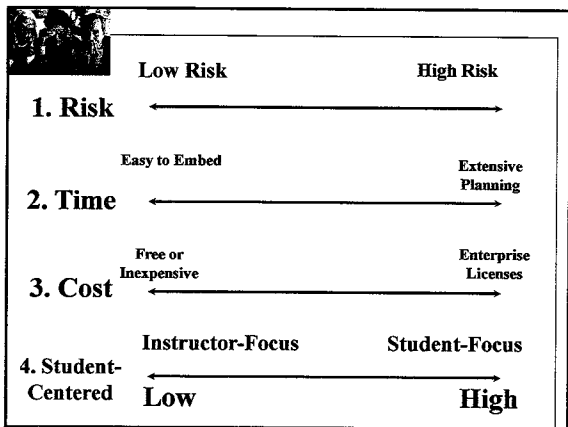 Low Risk High Risk
1. Risk
Easy to Embed Extensive
Planning
2. Time
Free or Enterprise
Inexpensive Licenses
3. Cost
Instructor-Focus Student-Focus
4. Student-
Centered
Low High